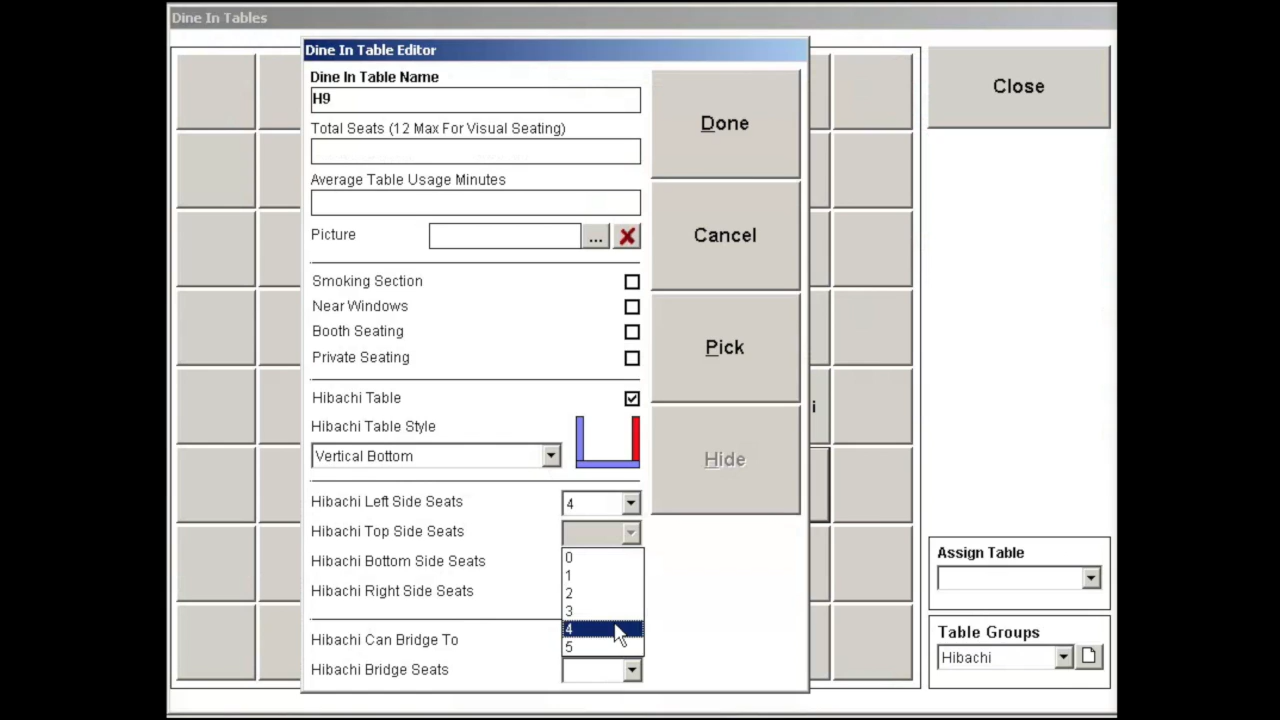 Dine In Tables
Dine In Table Editor
Dine In Table Name
H9
Total Seats (12 Max For Visual Seating)
Average Table Usage Minutes
Picture
...
Smoking Section
Near Windows
Booth Seating
Private Seating
Hibachi Table
Hibachi Table Style
Vertical Bottom
Hibachi Left Side Seats
4
Hibachi Top Side Seats
Hibachi Bottom Side Seats
Hibachi Right Side Seats
0
1
2
3
4
5
Hibachi Can Bridge To
Hibachi Bridge Seats
Done
Cancel
Pick
Hide
i
Close
Assign Table
Table Groups
Hibachi